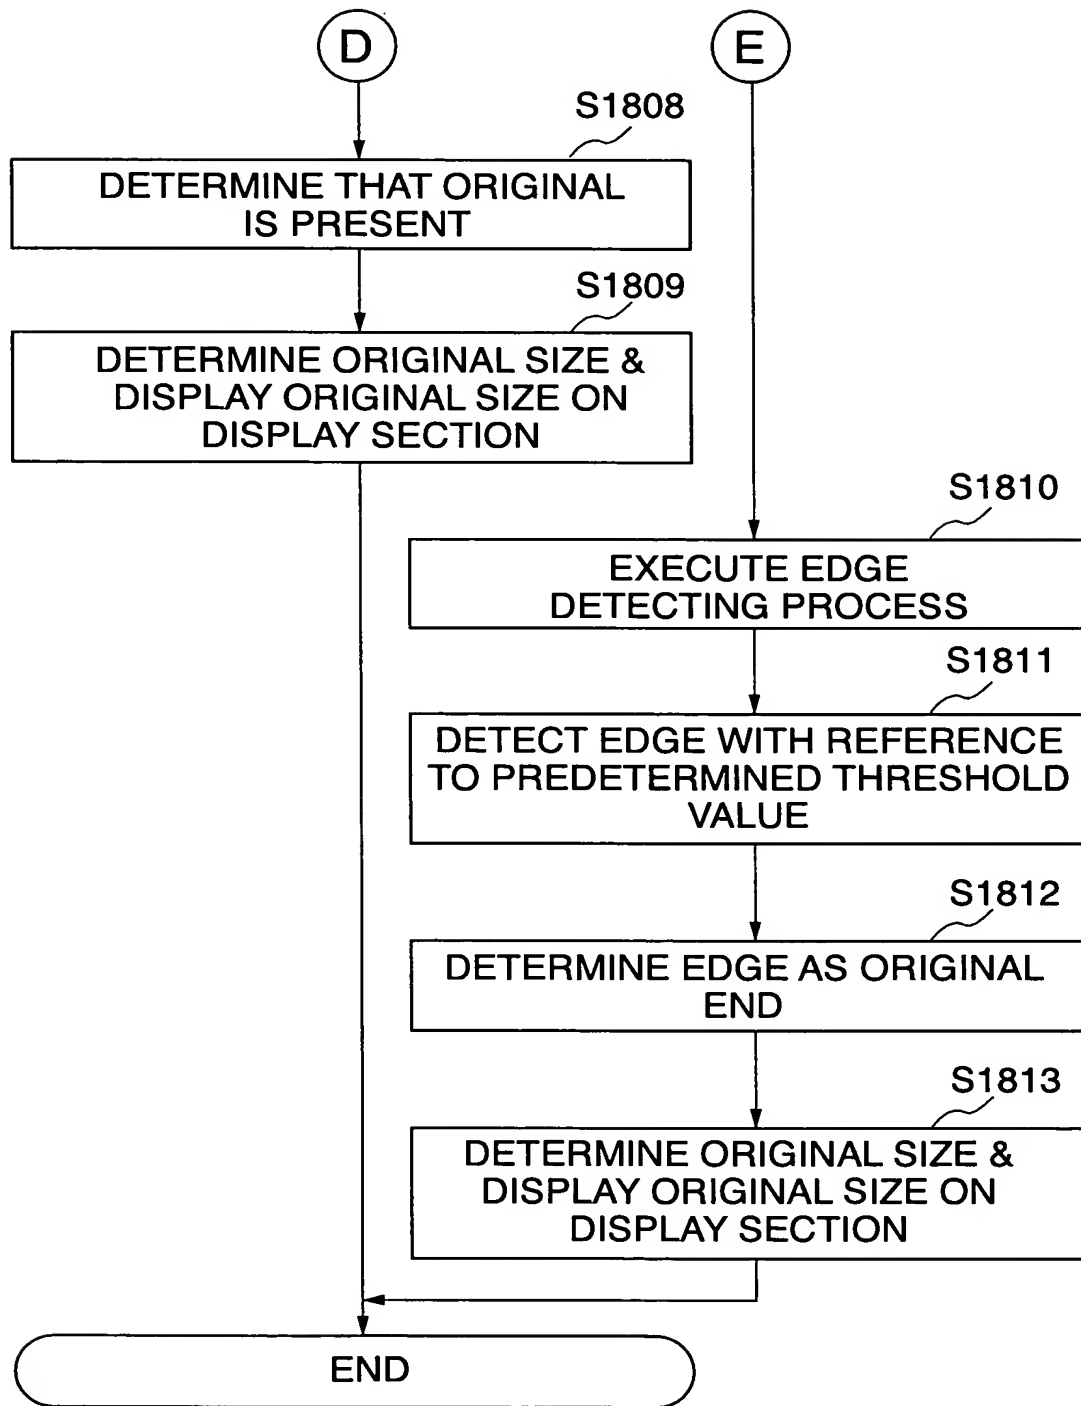 D
E
S1808
DETERMINE THAT ORIGINAL
IS PRESENT
S1809
DETERMINE ORIGINAL SIZE &
DISPLAY ORIGINAL SIZE ON
DISPLAY SECTION
S1810
EXECUTE EDGE
DETECTING PROCESS
S1811
DETECT EDGE WITH REFERENCE
TO PREDETERMINED THRESHOLD
VALUE
S1812
DETERMINE EDGE AS ORIGINAL
END
S1813
DETERMINE ORIGINAL SIZE &
DISPLAY ORIGINAL SIZE ON
DISPLAY SECTION
END